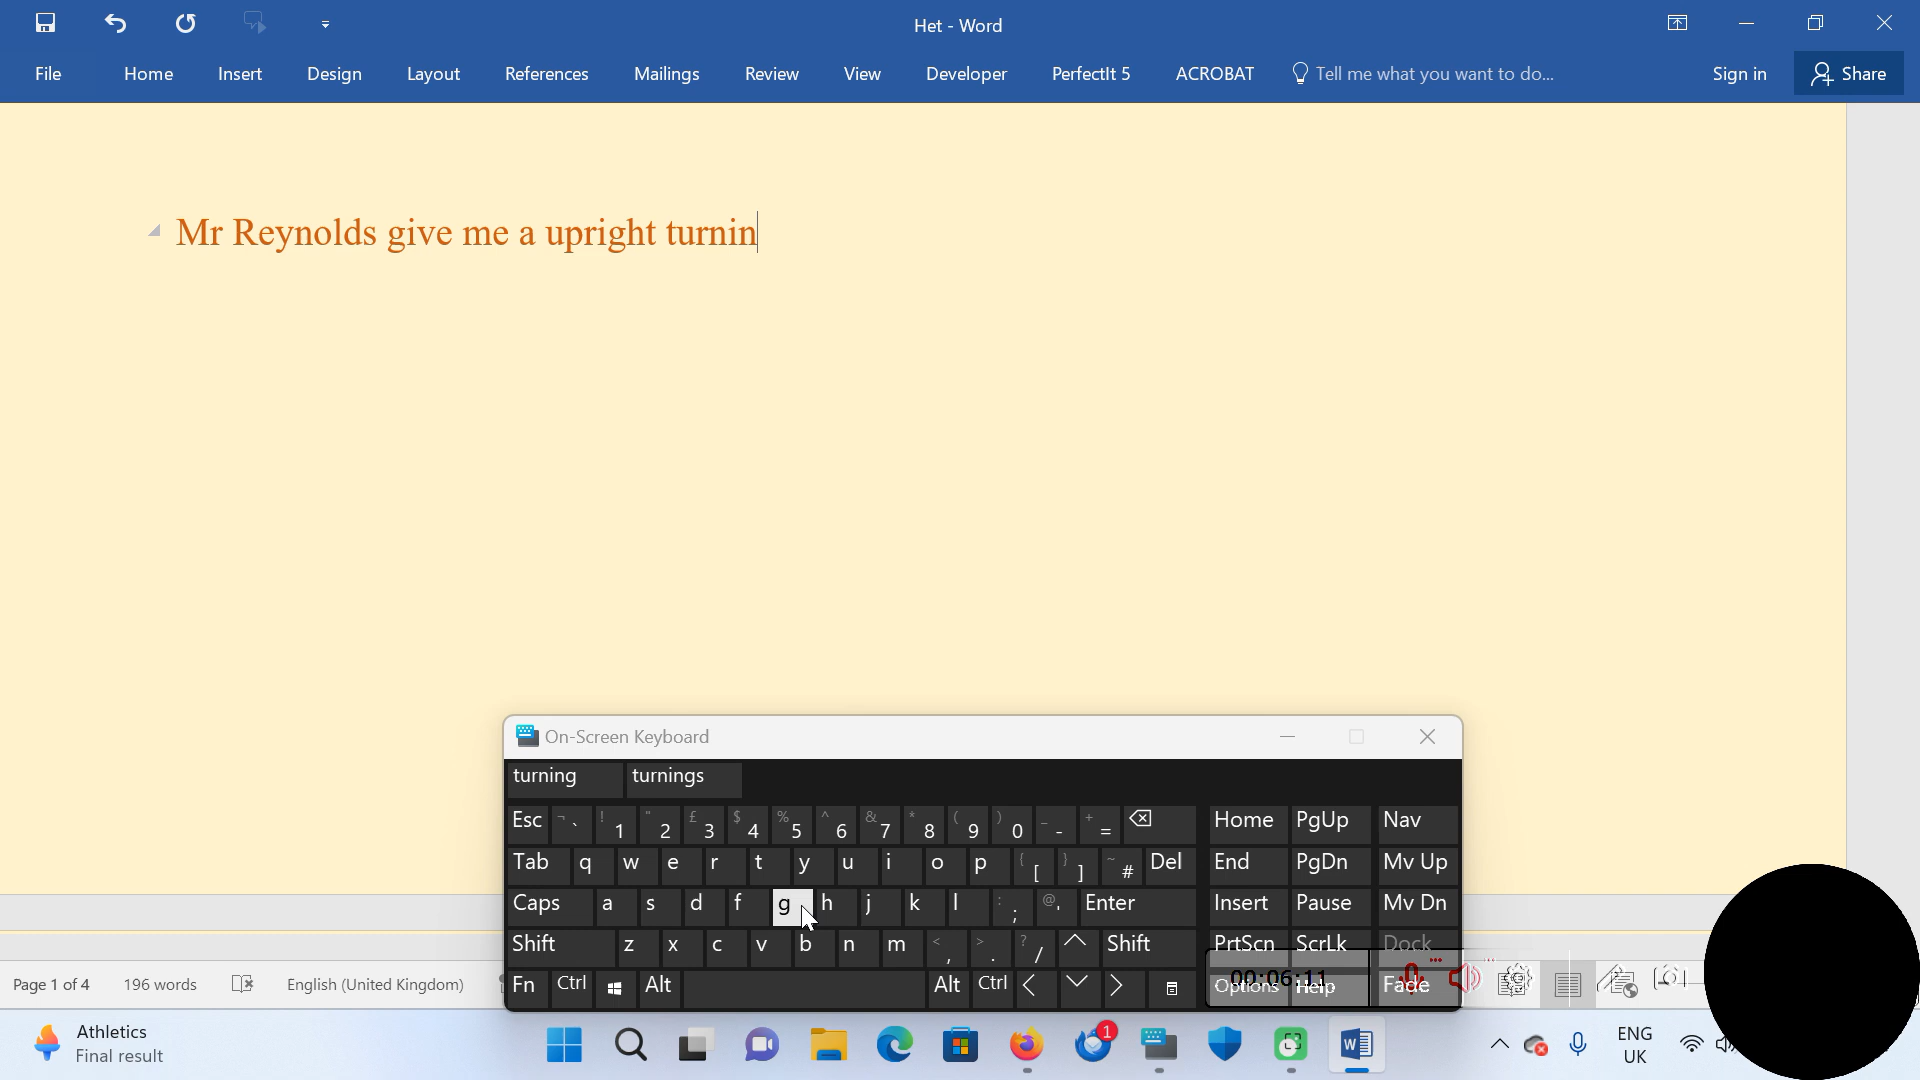 Het - Word
File Home Insert Design Layout References Mailings Review View Developer PerfectIt 5 ACROBAT Tell me what you want to do... Sign in Share
Mr Reynolds give me a upright turnin
On-Screen Keyboard
turning turnings
Esc ¬ ` ! 1 " 2 £ 3 $ 4 % 5 ^ 6 & 7 * 8 ( 9 ) 0 _ - + = Home PgUp Nav
Tab q w e r t y u i o p { [ } ] ~ # Del End PgDn Mv Up
Caps a s d f g h j k l : ; @ ' Enter Insert Pause Mv Dn
Shift z x c v b n m < , > . ? / Shift PrtScn ScrLk Dock
Fn Ctrl Alt Alt Ctrl Options Help Fade
00:06:11
Page 1 of 4 196 words English (United Kingdom)
Athletics
Final result
1
ENG
UK